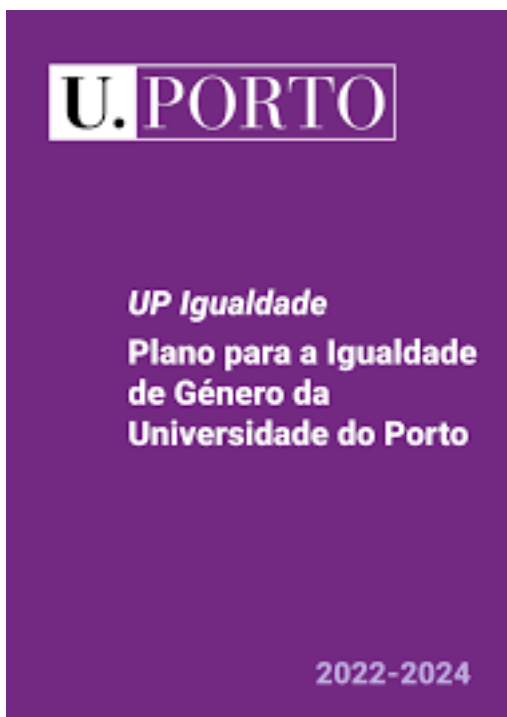 U. PORTO
UP Igualdade
Plano para a Igualdade
de Género da
Universidade do Porto
2022-2024